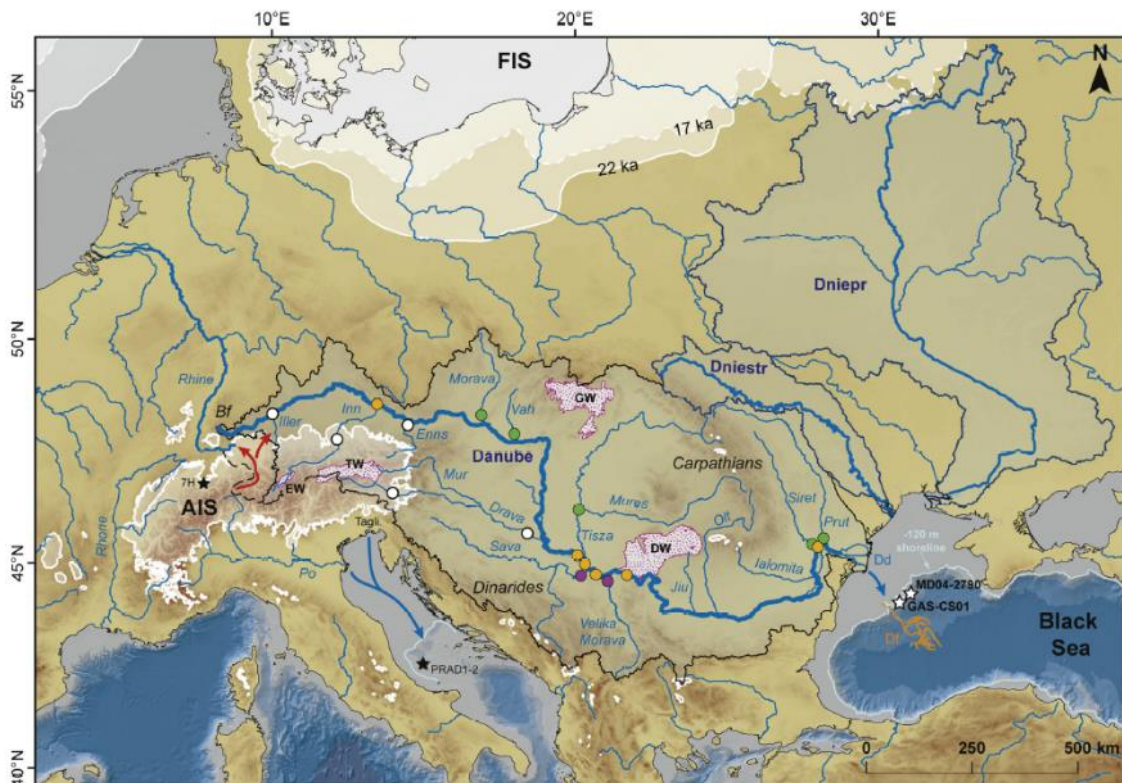 10°E 20°E 30°E
N
FIS
55°N
17 ka
22 ka
Dniepr
50°N
Dniestr
Rhine
Morava
GW
Bf
Iller
Inn
Vah
Enns
Danube
Carpathians
7H
TW
EW
Mur
AIS
Siret
Mures
Prut
Rhone
Drava
Olt
Tagli.
Tisza
-120 m
shoreline
45°N
Sava
DW
Dd
Po
Ialomita
Dinarides
Jiu
MD04-2790
GAS-CS01
Velika
Morava
Black
Sea
Df
PRAD1-2
40°N
0 250 500 km